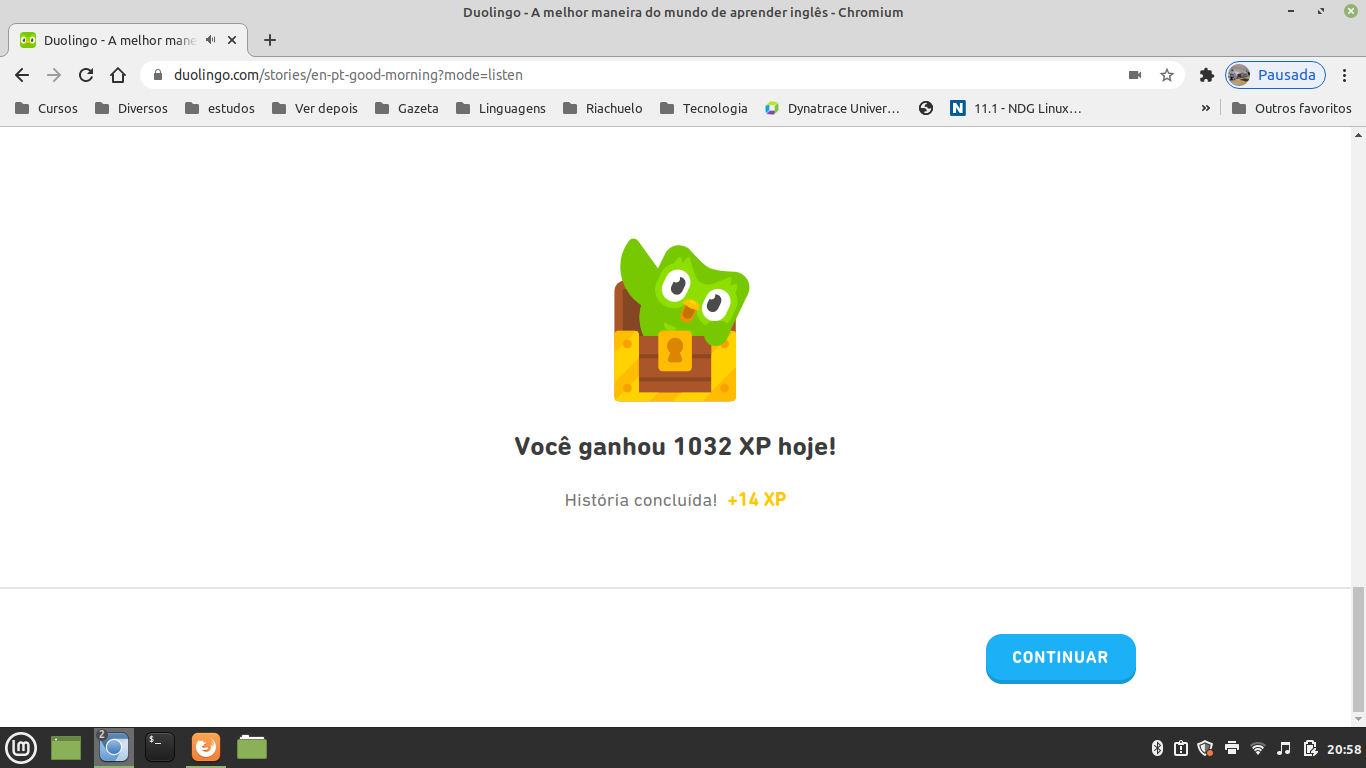 Duolingo - A melhor maneira do mundo de aprender inglês - Chromium
Duolingo - A melhor mane
duolingo.com/stories/en-pt-good-morning?mode=listen
Pausada
Cursos
Diversos
estudos
Ver depois
Gazeta
Linguagens
Riachuelo
Tecnologia
Dynatrace Univer…
N
11.1 - NDG Linux…
»
Outros favoritos
Você ganhou 1032 XP hoje!
História concluída! +14 XP
CONTINUAR
2
$_
20:58